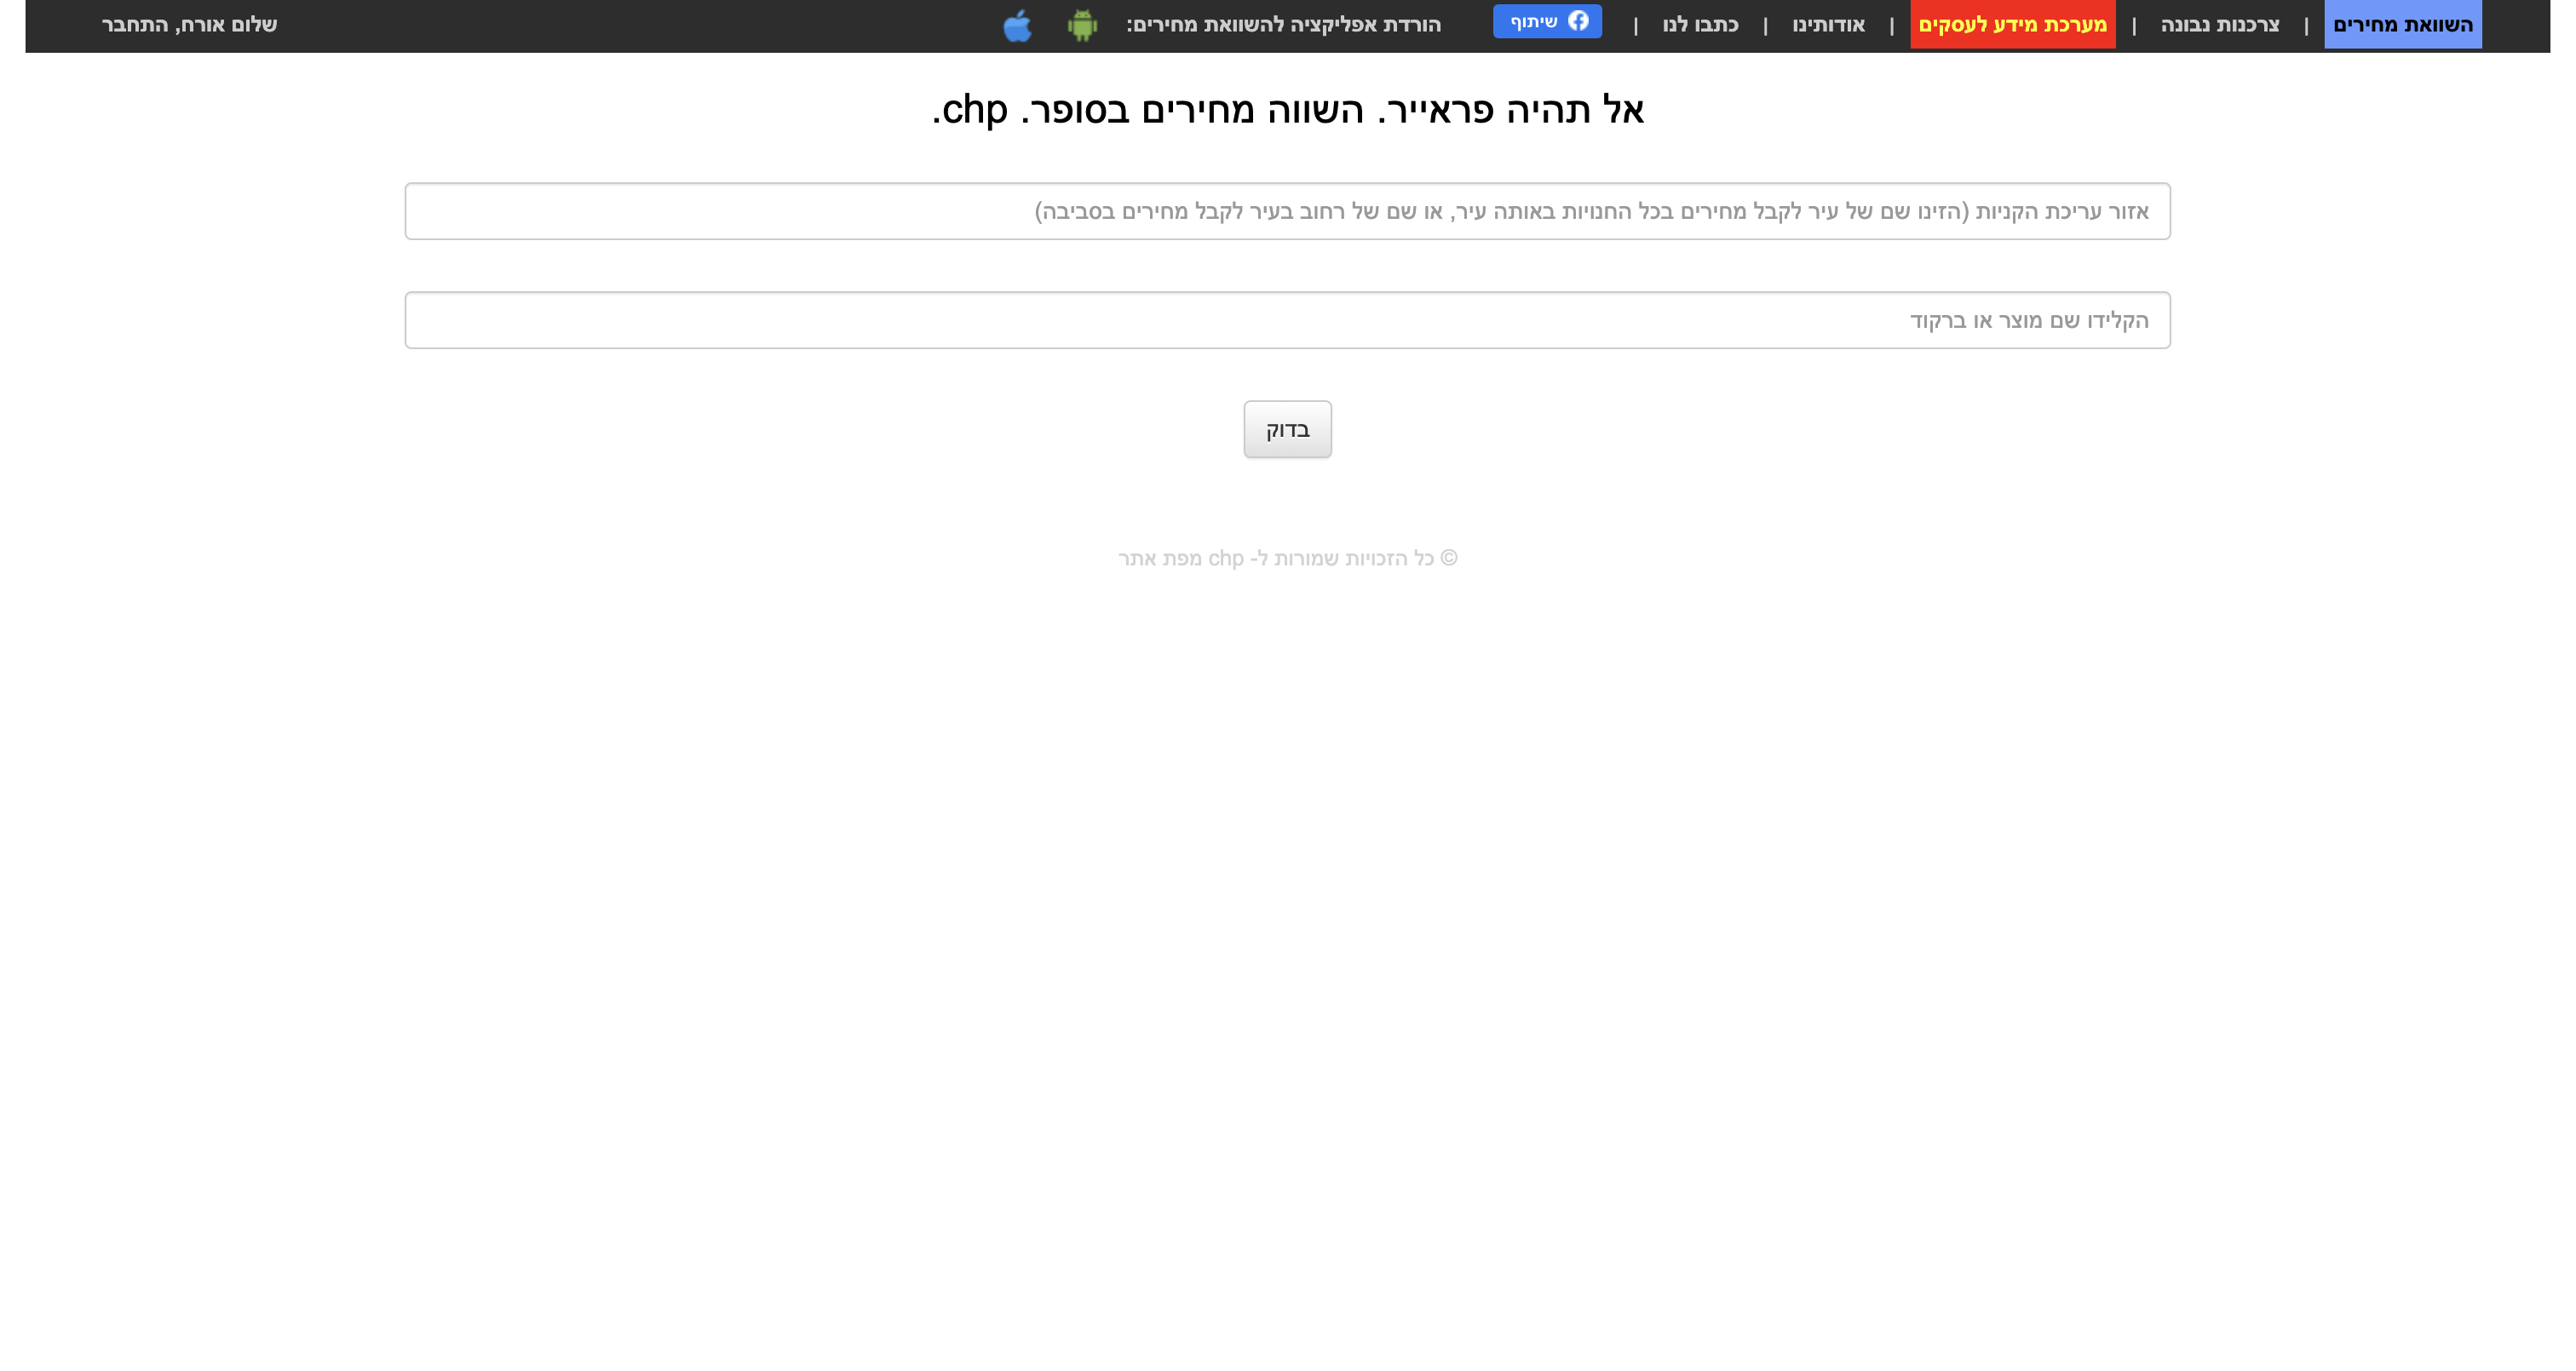 השוואת מחירים | צרכנות נבונה | מערכת מידע לעסקים | אודותינו | כתבו לנו | שיתוף הורדת אפליקציה להשוואת מחירים: שלום אורח, התחבר
אל תהיה פראייר. השווה מחירים בסופר. chp.
אזור עריכת הקניות (הזינו שם של עיר לקבל מחירים בכל החנויות באותה עיר, או שם של רחוב בעיר לקבל מחירים בסביבה)
הקלידו שם מוצר או ברקוד
בדוק
© כל הזכויות שמורות ל- chp מפת אתר